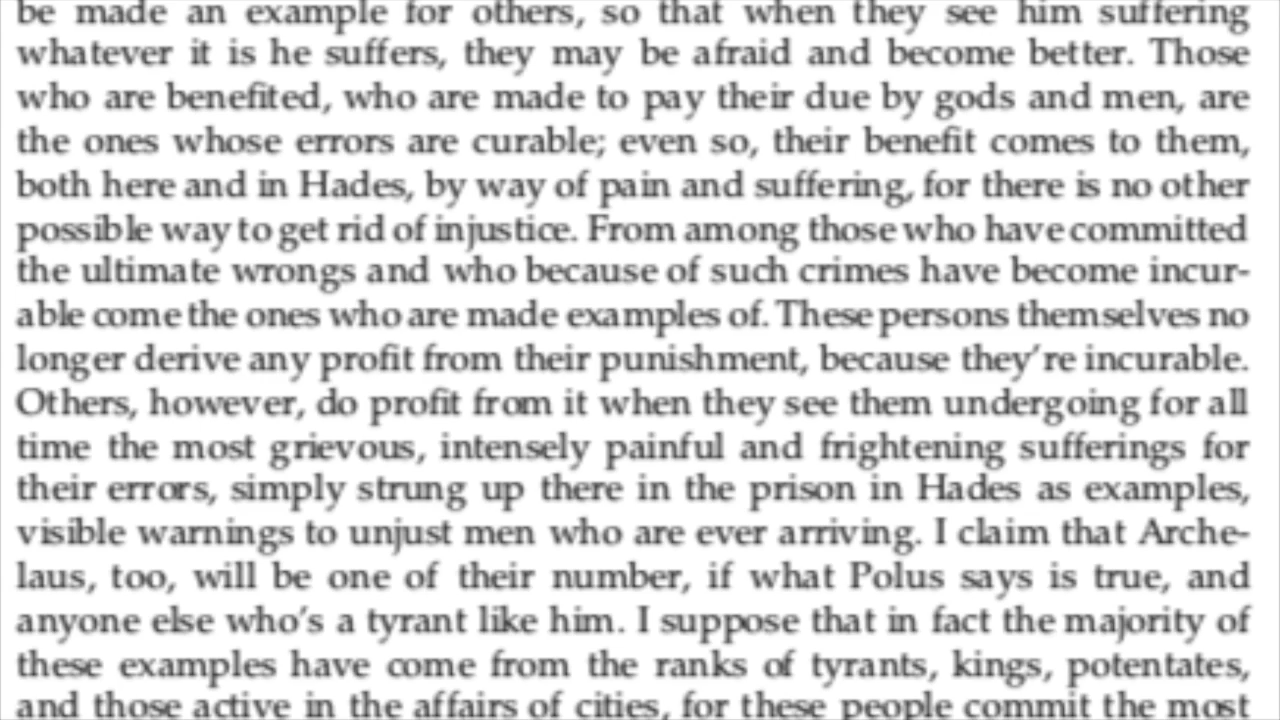 be made an example for others, so that when they see him suffering
whatever it is he suffers, they may be afraid and become better. Those
who are benefited, who are made to pay their due by gods and men, are
the ones whose errors are curable; even so, their benefit comes to them,
both here and in Hades, by way of pain and suffering, for there is no other
possible way to get rid of injustice. From among those who have committed
the ultimate wrongs and who because of such crimes have become incur-
able come the ones who are made examples of. These persons themselves no
longer derive any profit from their punishment, because they're incurable.
Others, however, do profit from it when they see them undergoing for all
time the most grievous, intensely painful and frightening sufferings for
their errors, simply strung up there in the prison in Hades as examples,
visible warnings to unjust men who are ever arriving. I claim that Arche-
laus, too, will be one of their number, if what Polus says is true, and
anyone else who's a tyrant like him. I suppose that in fact the majority of
these examples have come from the ranks of tyrants, kings, potentates,
and those active in the affairs of cities, for these people commit the most